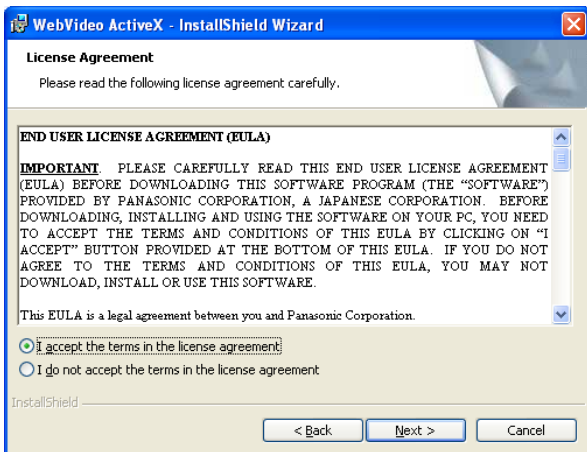 WebVideo ActiveX - InstallShield Wizard
License Agreement
Please read the following license agreement carefully.
END USER LICENSE AGREEMENT (EULA)
IMPORTANT. PLEASE CAREFULLY READ THIS END USER LICENSE AGREEMENT
(EULA) BEFORE DOWNLOADING THIS SOFTWARE PROGRAM (THE “SOFTWARE”)
PROVIDED BY PANASONIC CORPORATION, A JAPANESE CORPORATION. BEFORE
DOWNLOADING, INSTALLING AND USING THE SOFTWARE ON YOUR PC, YOU NEED
TO ACCEPT THE TERMS AND CONDITIONS OF THIS EULA BY CLICKING ON “I
ACCEPT” BUTTON PROVIDED AT THE BOTTOM OF THIS EULA. IF YOU DO NOT
AGREE TO THE TERMS AND CONDITIONS OF THIS EULA, YOU MAY NOT
DOWNLOAD, INSTALL OR USE THIS SOFTWARE.
This EULA is a legal agreement between you and Panasonic Corporation.
I accept the terms in the license agreement
I do not accept the terms in the license agreement
InstallShield
< Back
Next >
Cancel